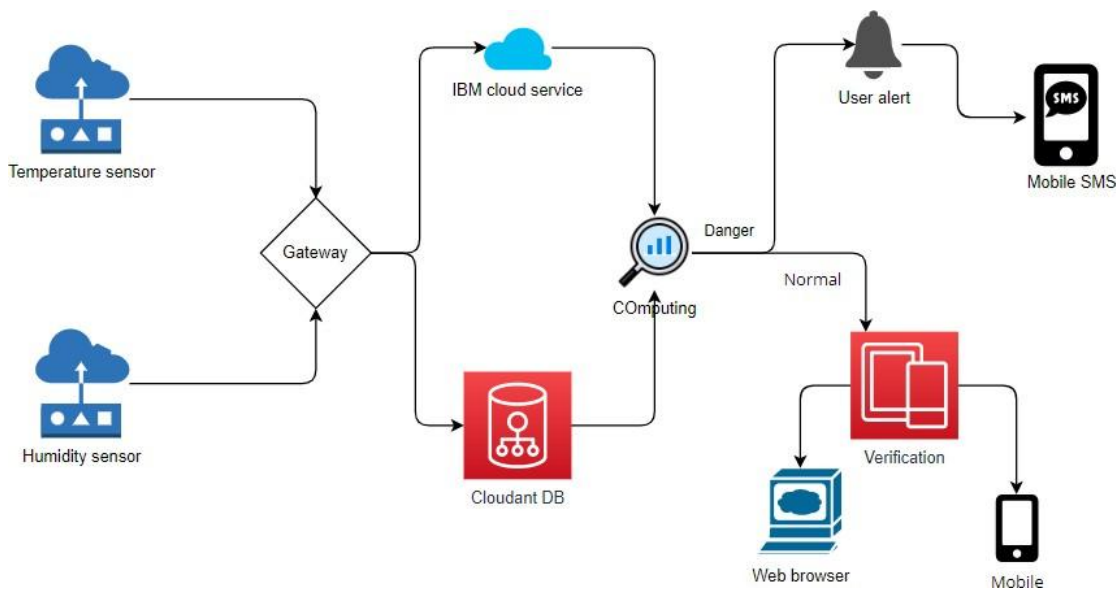 IBM cloud service
User alert
SMS
Temperature sensor
Mobile SMS
Gateway
Danger
Normal
COmputing
Humidity sensor
Verification
Cloudant DB
Web browser
Mobile